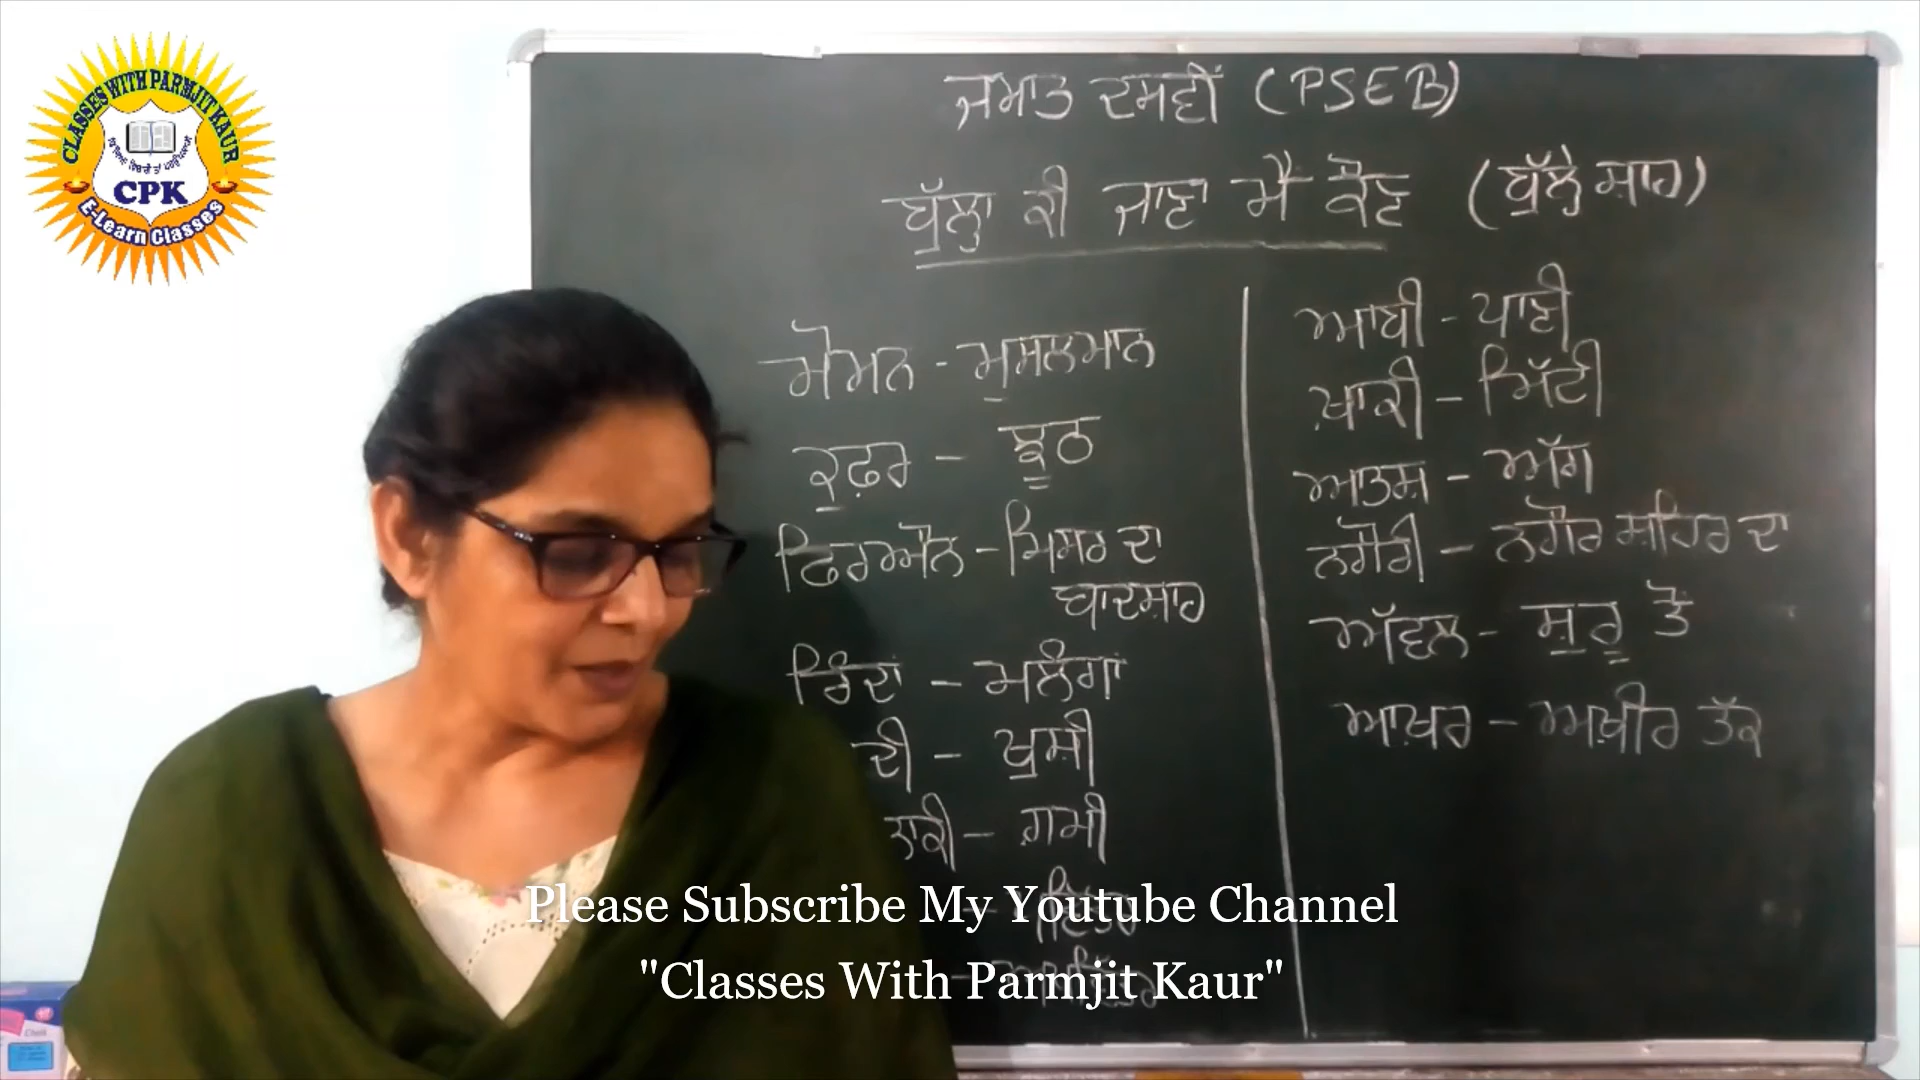 CLASSES WITH PARMJIT KAUR
CPK
E-Learn Classes
ਜਮਾਤ ਦਸਵੀਂ (PSEB)
ਬੁੱਲ੍ਹਾ ਕੀ ਜਾਣਾ ਮੈਂ ਕੌਣ (ਬੁੱਲ੍ਹੇ ਸ਼ਾਹ)
ਮੋਮਨ - ਮੁਸਲਮਾਨ
ਕੁਫ਼ਰ - ਝੂਠ
ਫਿਰਔਨ - ਮਿਸਰ ਦਾ
ਬਾਦਸ਼ਾਹ
ਰਿੰਦਾਂ - ਮਲੰਗਾਂ
ਦੀ - ਖ਼ੁਸ਼ੀ
ਨਾਕੀ - ਗ਼ਮੀ
ਆਬੀ - ਪਾਣੀ
ਖ਼ਾਕੀ - ਮਿੱਟੀ
ਆਤਸ਼ - ਅੱਗ
ਨਗੌਰੀ - ਨਗੌਰ ਸ਼ਹਿਰ ਦਾ
ਅੱਵਲ - ਸ਼ੁਰੂ ਤੋਂ
ਆਖ਼ਰ - ਅਖ਼ੀਰ ਤੱਕ
Please Subscribe My Youtube Channel
"Classes With Parmjit Kaur"